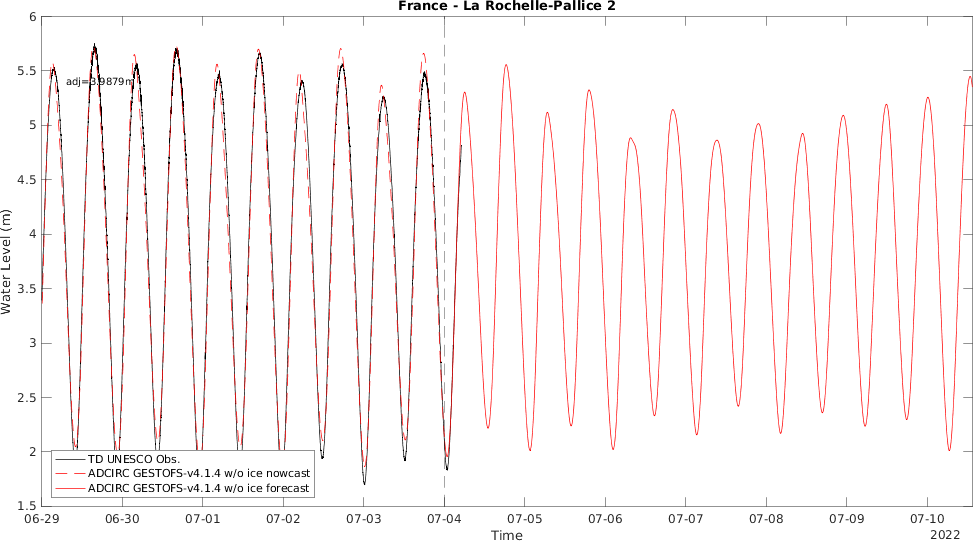 France - La Rochelle-Pallice 2
6
5.5
5
4.5
4
3.5
3
2.5
2
1.5
Water Level (m)
adj=3.9879m
TD UNESCO Obs.
ADCIRC GESTOFS-v4.1.4 w/o ice nowcast
ADCIRC GESTOFS-v4.1.4 w/o ice forecast
06-29 06-30 07-01 07-02 07-03 07-04 07-05 07-06 07-07 07-08 07-09 07-10
Time
2022